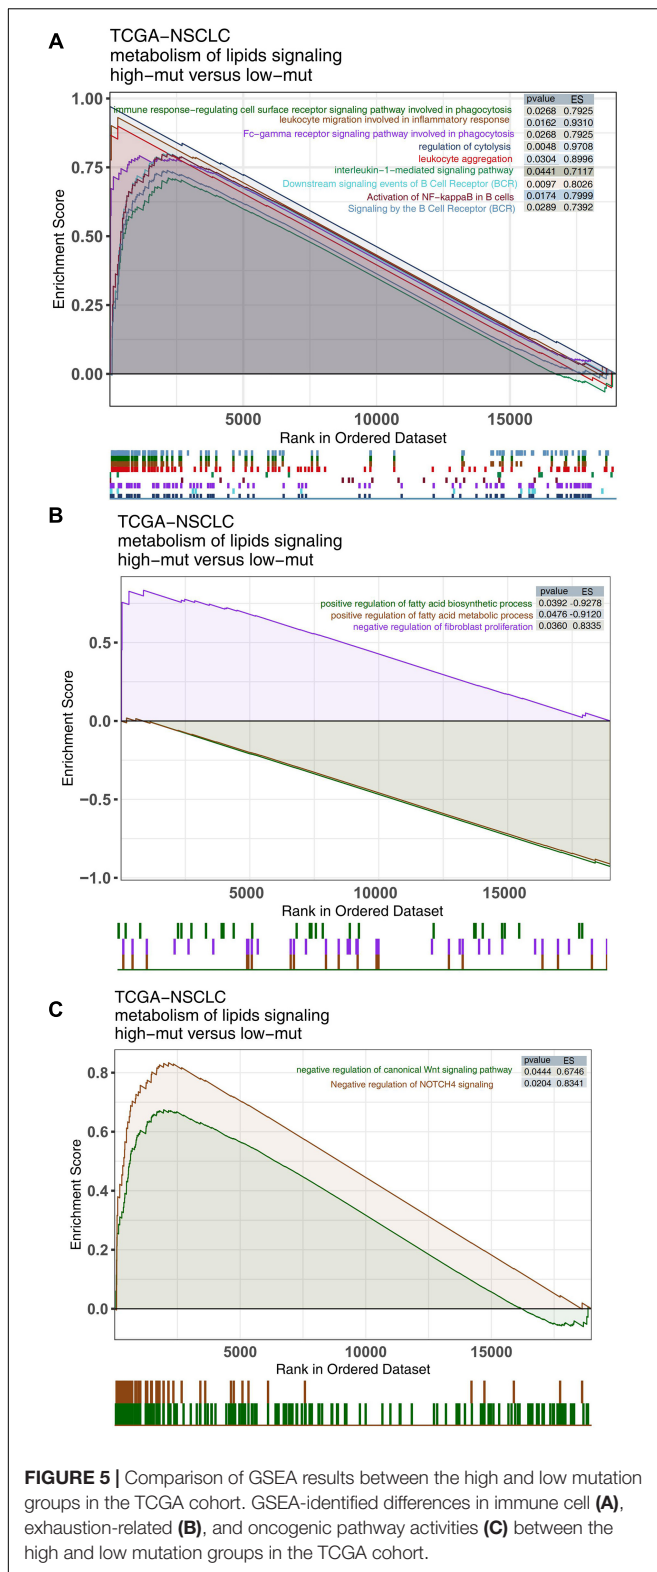 A
TCGA−NSCLC
metabolism of lipids signaling
high−mut versus low−mut
pvalue ES
immune response−regulating cell surface receptor signaling pathway involved in phagocytosis 0.0268 0.7925
leukocyte migration involved in inflammatory response 0.0162 0.9310
Fc−gamma receptor signaling pathway involved in phagocytosis 0.0268 0.7925
regulation of cytolysis 0.0048 0.9708
leukocyte aggregation 0.0304 0.8996
interleukin−1−mediated signaling pathway 0.0441 0.7117
Downstream signaling events of B Cell Receptor (BCR) 0.0097 0.8026
Activation of NF−kappaB in B cells 0.0174 0.7999
Signaling by the B Cell Receptor (BCR) 0.0289 0.7392
1.00
0.75
0.50
0.25
0.00
Enrichment Score
5000 10000 15000
Rank in Ordered Dataset
B
TCGA−NSCLC
metabolism of lipids signaling
high−mut versus low−mut
pvalue ES
positive regulation of fatty acid biosynthetic process 0.0392 -0.9278
positive regulation of fatty acid metabolic process 0.0476 -0.9120
negative regulation of fibroblast proliferation 0.0360 0.8335
0.5
0.0
−0.5
−1.0
Enrichment Score
5000 10000 15000
Rank in Ordered Dataset
C
TCGA−NSCLC
metabolism of lipids signaling
high−mut versus low−mut
pvalue ES
negative regulation of canonical Wnt signaling pathway 0.0444 0.6746
Negative regulation of NOTCH4 signaling 0.0204 0.8341
0.8
0.6
0.4
0.2
0.0
Enrichment Score
5000 10000 15000
Rank in Ordered Dataset
FIGURE 5 | Comparison of GSEA results between the high and low mutation
groups in the TCGA cohort. GSEA-identified differences in immune cell (A),
exhaustion-related (B), and oncogenic pathway activities (C) between the
high and low mutation groups in the TCGA cohort.